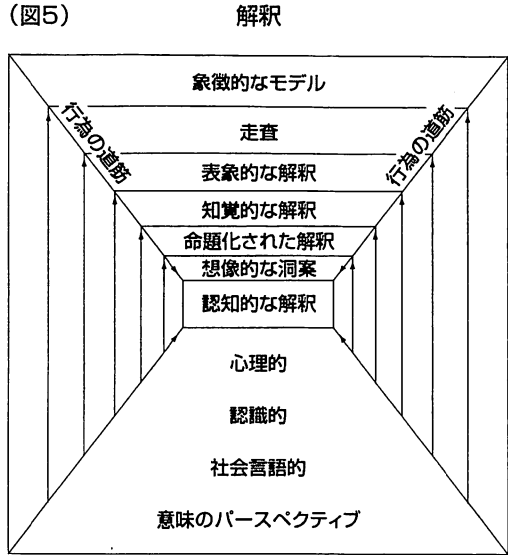 （図5）
解釈
象徴的なモデル
行為の道筋
行為の道筋
走査
表象的な解釈
知覚的な解釈
命題化された解釈
想像的な洞案
認知的な解釈
心理的
認識的
社会言語的
意味のパースペクティブ